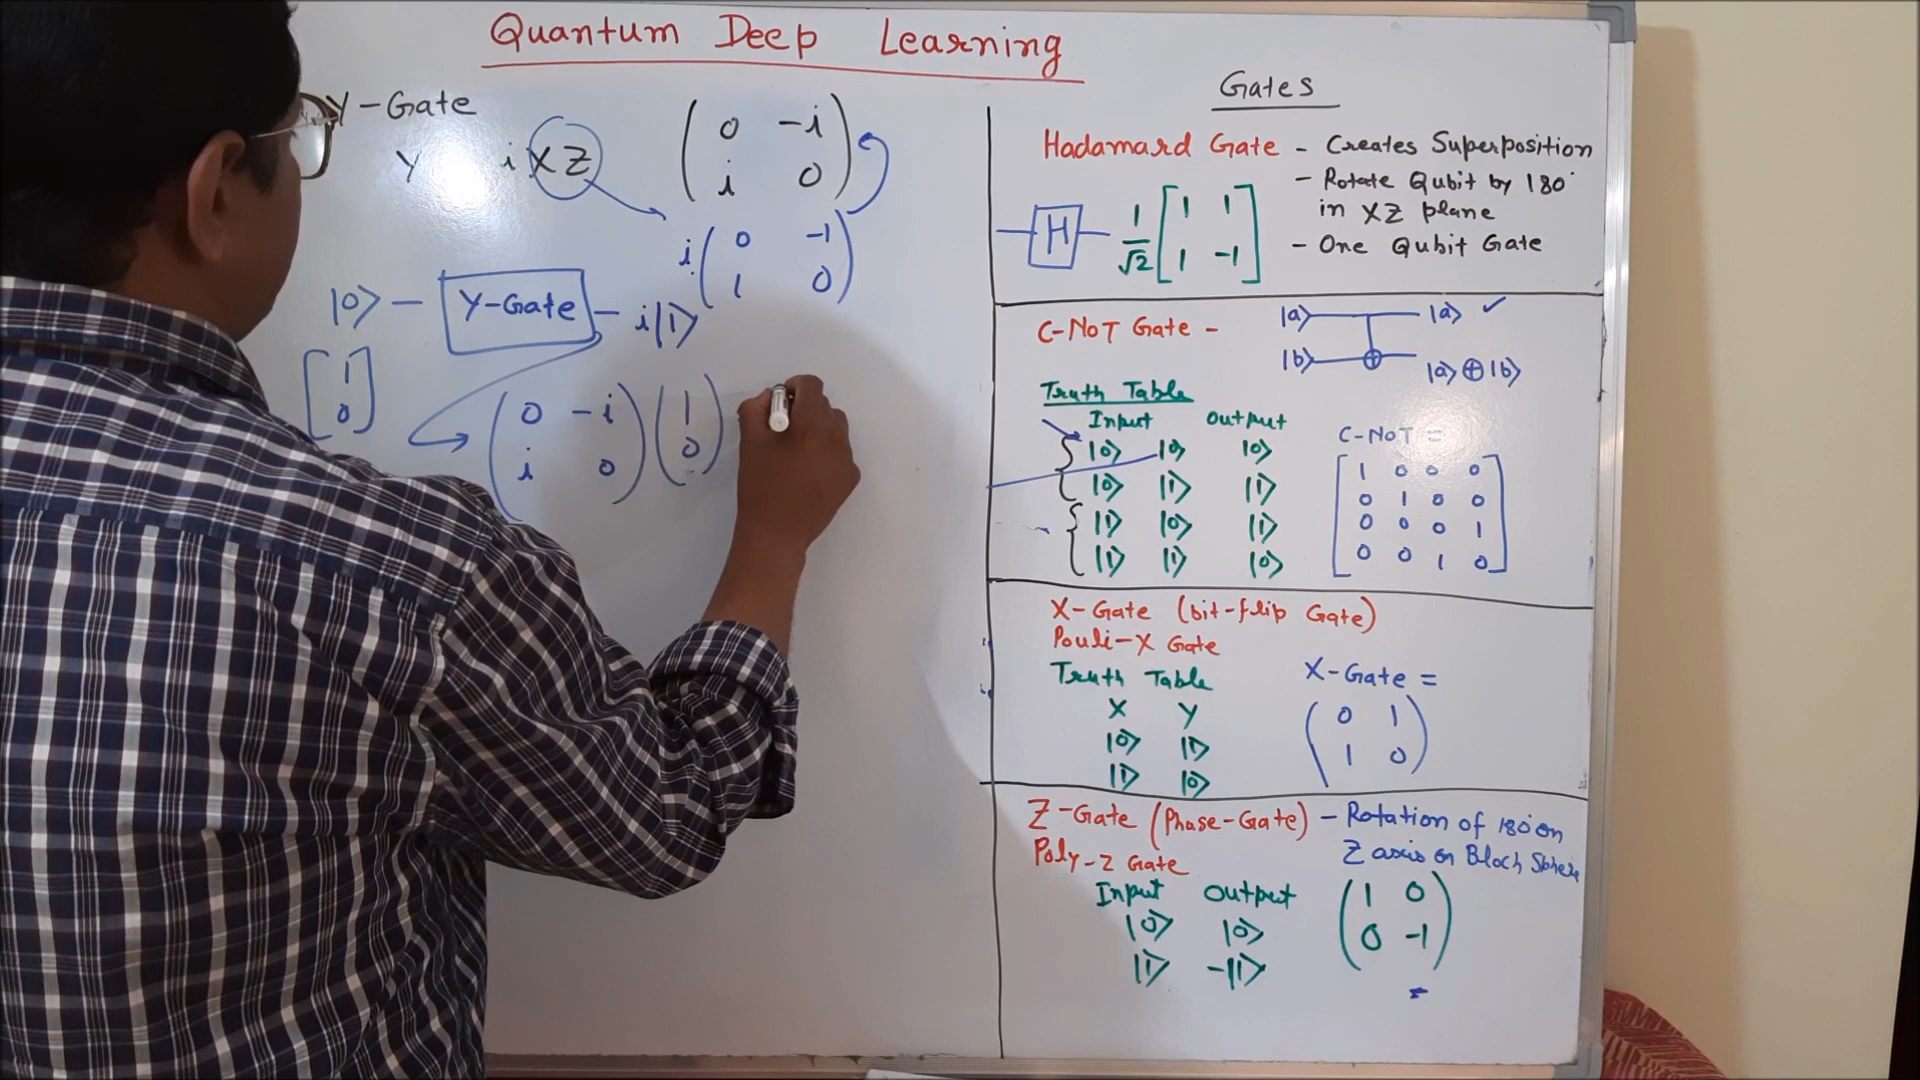 Quantum Deep Learning
Y-Gate
Y iXZ
( 0 -i )
( i 0 )
i ( 0 -1 )
( 1 0 )
|0> — Y-Gate — i|1>
[ 1 ]
[ 0 ]
( 0 -i ) ( 1 )
( i 0 ) ( 0 )
Gates
Hadamard Gate - Creates Superposition
- Rotate Qubit by 180°
in XZ plane
- One Qubit Gate
H 1/√2 [ 1 1 ]
[ 1 -1 ]
C-NOT Gate -
|a> |a> ✓
|b> ⊕ |a> ⊕ |b>
Truth Table
Input Output
|0> |0> |0>
|0> |1> |1>
|1> |0> |1>
|1> |1> |0>
C-NOT =
[ 1 0 0 0 ]
[ 0 1 0 0 ]
[ 0 0 0 1 ]
[ 0 0 1 0 ]
X-Gate (bit-flip Gate)
Pouli-X Gate
Truth Table
X Y
|0> |1>
|1> |0>
X-Gate =
( 0 1 )
( 1 0 )
Z-Gate (Phase-Gate) - Rotation of 180° on
Z axis on Bloch Sphere
Poly-Z Gate
Input Output
|0> |0>
|1> -|1>
( 1 0 )
( 0 -1 )